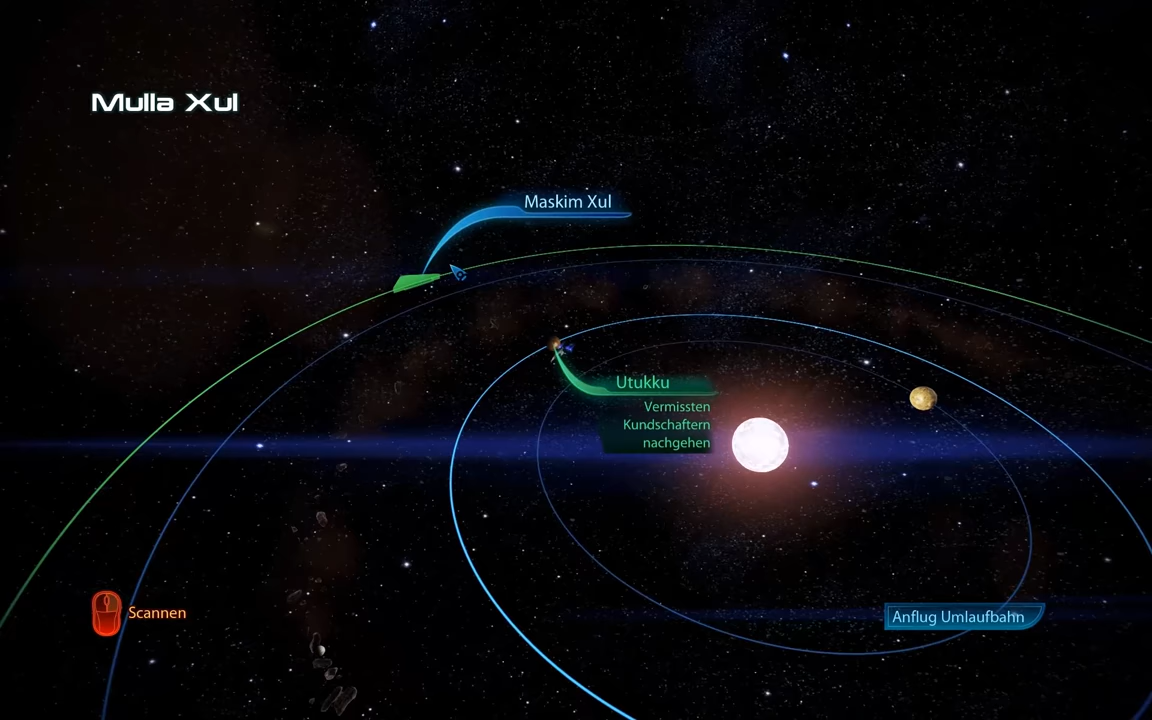 Mulla Xul
Maskim Xul
Utukku
Vermissten
Kundschaftern
nachgehen
Scannen
Anflug Umlaufbahn